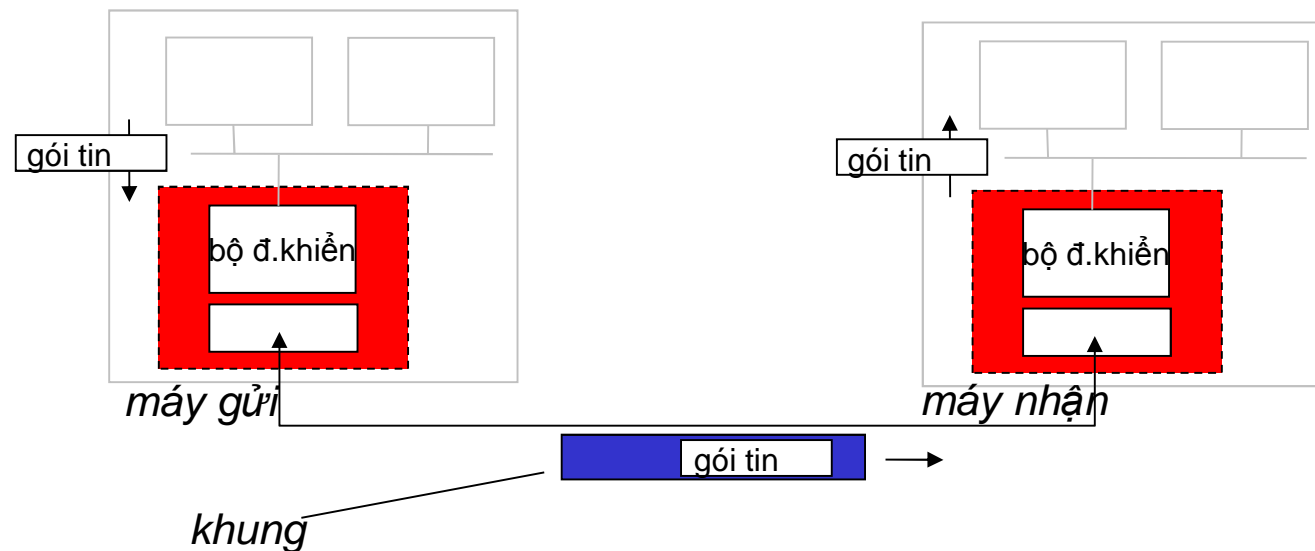 gói tin
gói tin
bộ đ.khiển
bộ đ.khiển
máy gửi
máy nhận
gói tin
khung